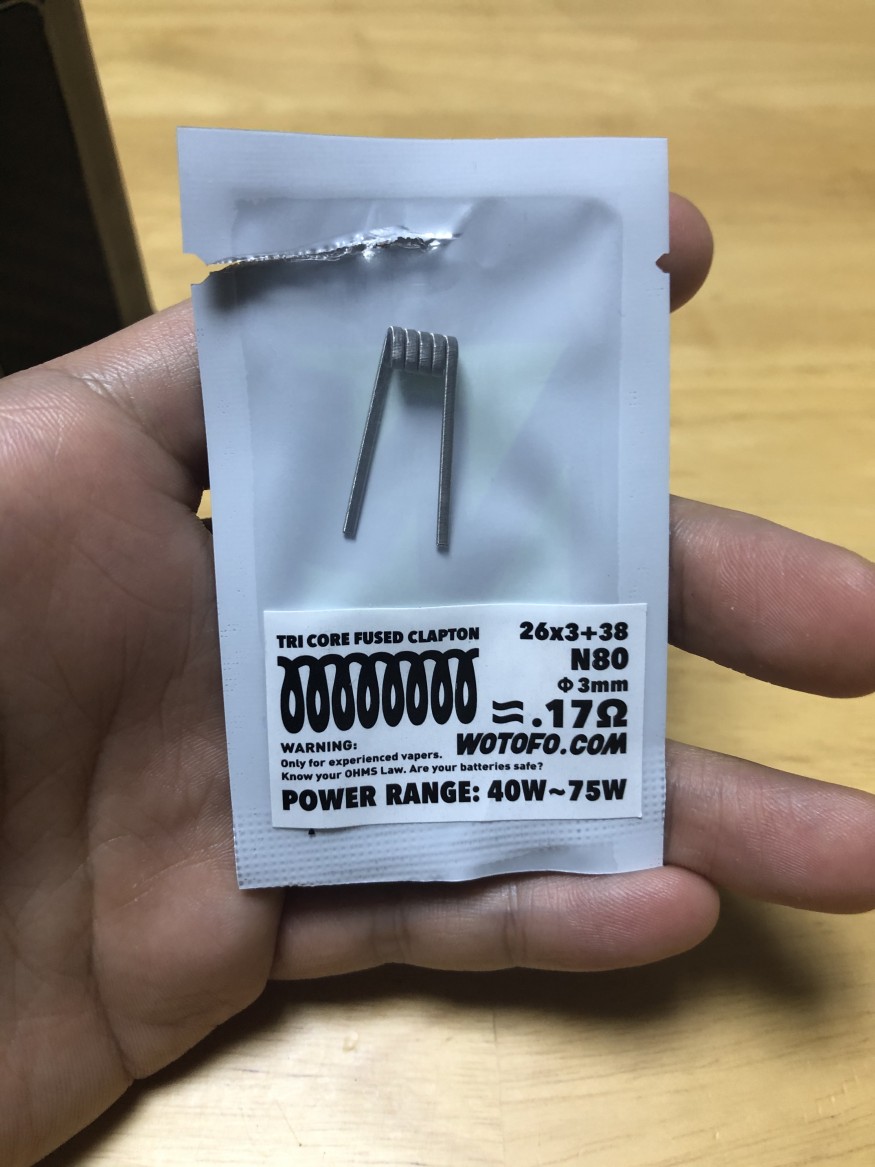 TRI CORE FUSED CLAPTON
26x3+38
N80
Φ 3mm
≈ .17Ω
WARNING:
Only for experienced vapers.
Know your OHMS Law. Are your batteries safe?
WOTOFO.COM
POWER RANGE: 40W~75W